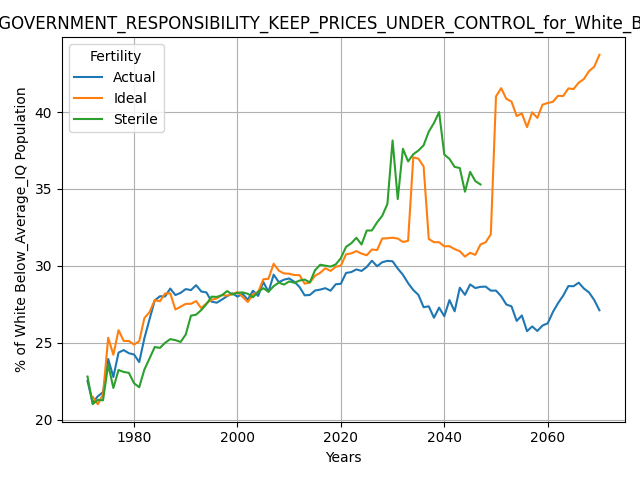 GOVERNMENT_RESPONSIBILITY_KEEP_PRICES_UNDER_CONTROL_for_White_B
Fertility
Actual
Ideal
Sterile
% of White Below_Average_IQ Population
40
35
30
25
20
1980
2000
2020
2040
2060
Years